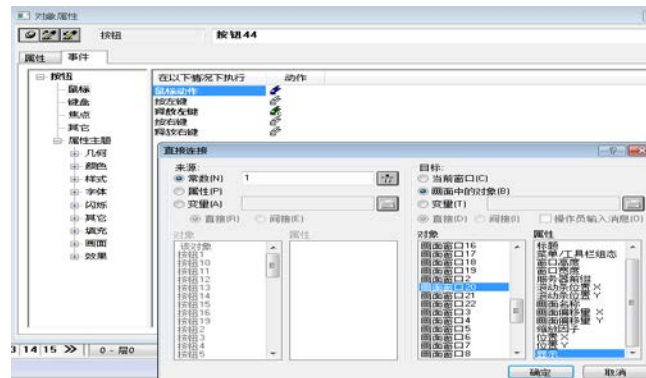 对象属性
按钮 按钮44
属性 事件
按钮
鼠标
键盘
焦点
其它
属性主题
几何
颜色
样式
字体
闪烁
其它
填充
画面
效果
在以下情况下执行 动作
鼠标动作
按左键
释放左键
按右键
释放右键
直接连接
来源:
常数(N) 1
属性(P)
变量(A)
直接(R) 间接(E)
对象 属性
该对象
按钮1
按钮10
按钮11
按钮12
按钮13
按钮14
按钮15
按钮16
按钮19
按钮2
按钮3
按钮4
按钮5
目标:
当前窗口(C)
画面中的对象(B)
变量(T)
直接(D) 间接(I) 操作员输入消息(O)
对象
画面窗口16
画面窗口17
画面窗口18
画面窗口19
画面窗口2
画面窗口20
画面窗口21
画面窗口22
画面窗口3
画面窗口4
画面窗口5
画面窗口6
画面窗口7
画面窗口8
属性
标题
菜单/工具栏组态
窗口高度
窗口宽度
服务器前缀
滚动条位置 X
滚动条位置 Y
画面名称
画面偏移量 X
画面偏移量 Y
缩放因子
位置 X
位置 Y
显示
3 14 15 0 - 层0
确定 取消